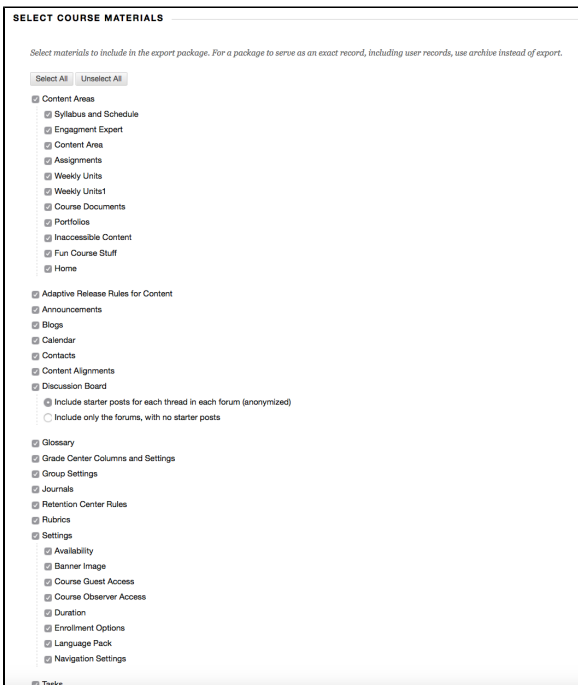 SELECT COURSE MATERIALS
Select materials to include in the export package. For a package to serve as an exact record, including user records, use archive instead of export.
Select All Unselect All
Content Areas
Syllabus and Schedule
Engagment Expert
Content Area
Assignments
Weekly Units
Weekly Units1
Course Documents
Portfolios
Inaccessible Content
Fun Course Stuff
Home
Adaptive Release Rules for Content
Announcements
Blogs
Calendar
Contacts
Content Alignments
Discussion Board
Include starter posts for each thread in each forum (anonymized)
Include only the forums, with no starter posts
Glossary
Grade Center Columns and Settings
Group Settings
Journals
Retention Center Rules
Rubrics
Settings
Availability
Banner Image
Course Guest Access
Course Observer Access
Duration
Enrollment Options
Language Pack
Navigation Settings
Tasks